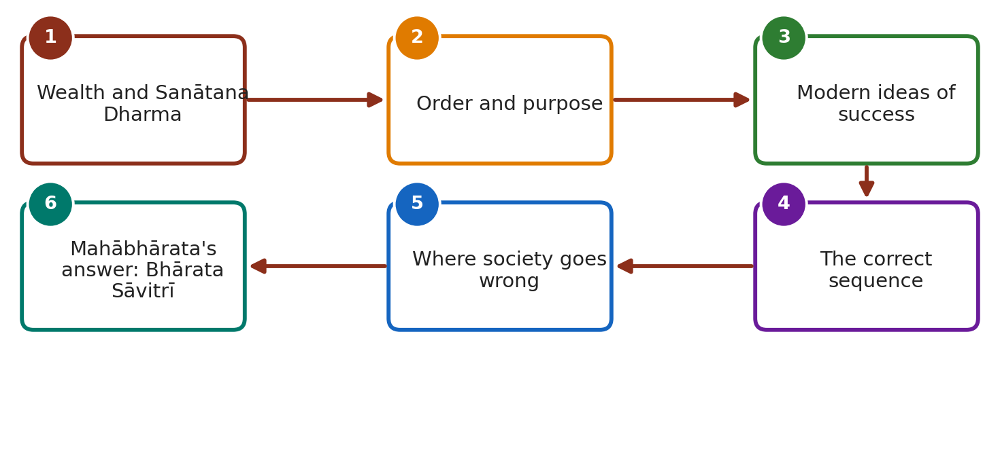 1
Wealth and Sanātana
Dharma
2
Order and purpose
3
Modern ideas of
success
4
The correct
sequence
5
Where society goes
wrong
6
Mahābhārata's
answer: Bhārata
Sāvitrī